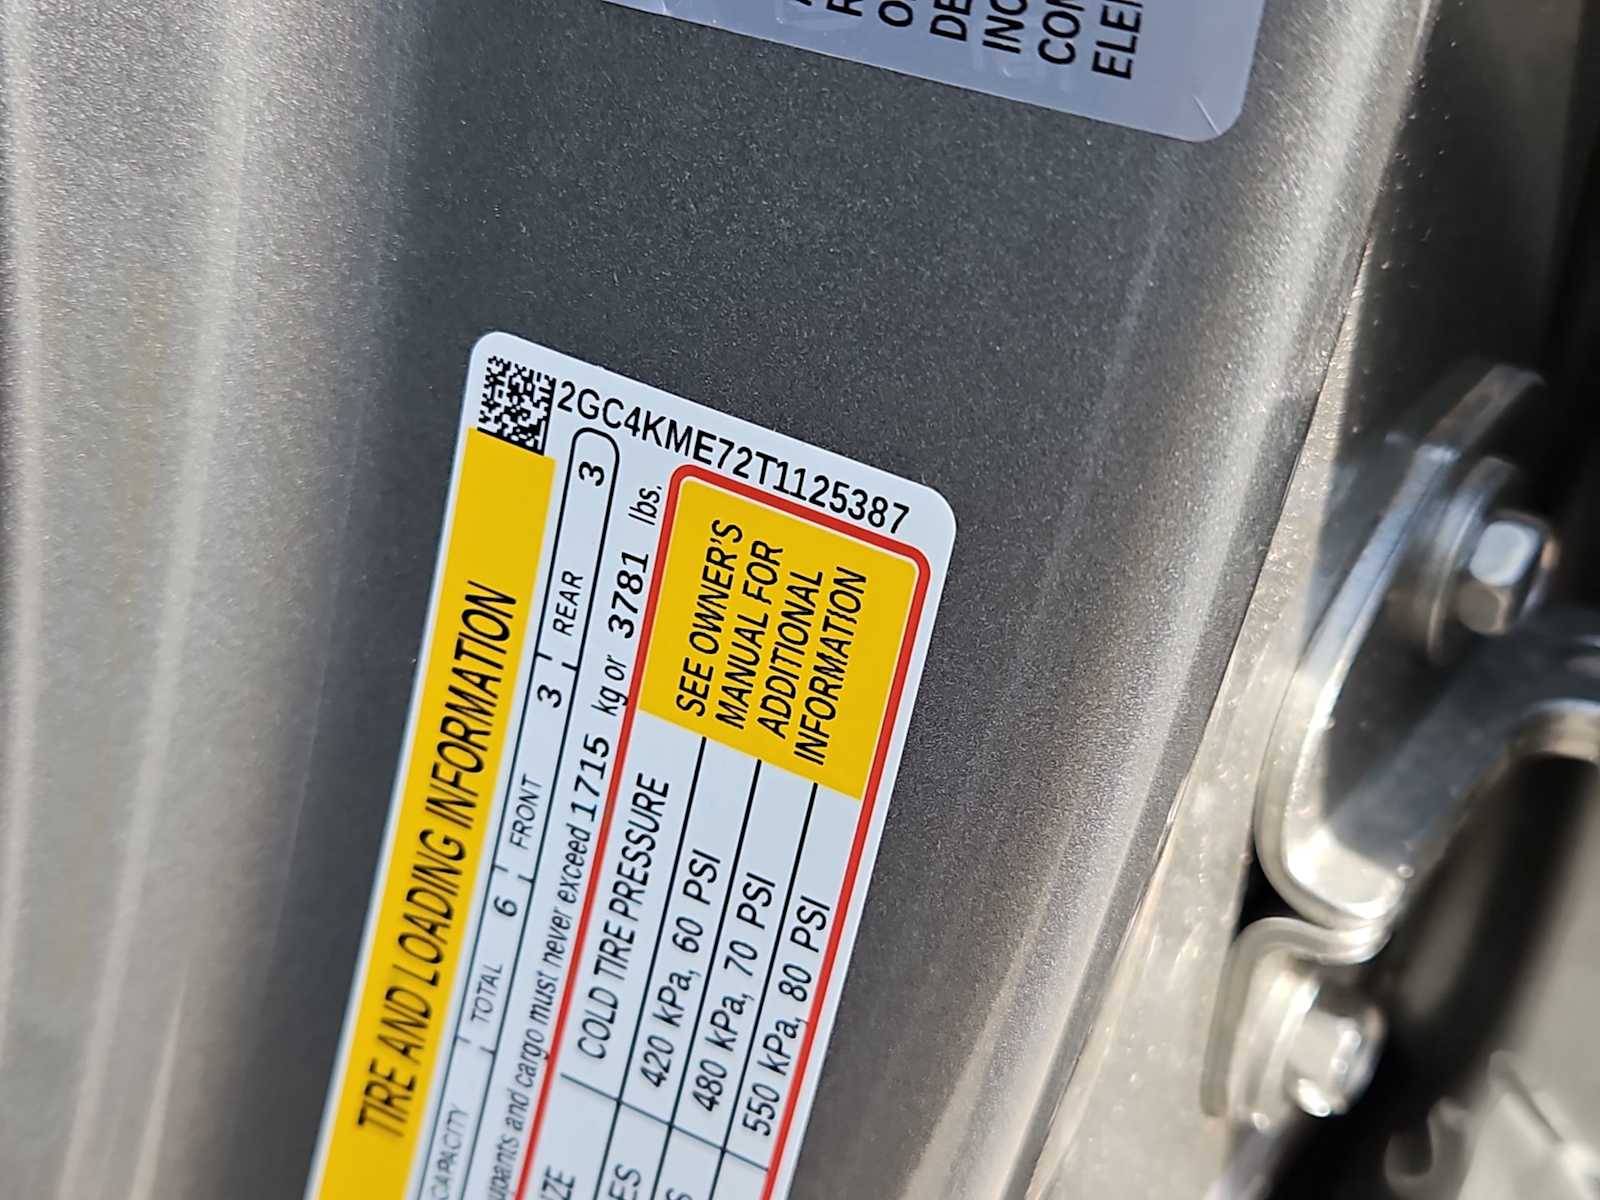 ELE
2GC4KME72T1125387
TIRE AND LOADING INFORMATION
CAPACITY TOTAL 6 FRONT 3 REAR 3
and cargo must never exceed 1715 kg or 3781 lbs.
COLD TIRE PRESSURE
420 kPa, 60 PSI
480 kPa, 70 PSI
550 kPa, 80 PSI
SEE OWNER'S
MANUAL FOR
ADDITIONAL
INFORMATION